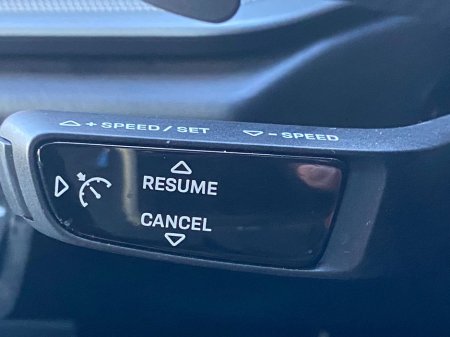 + SPEED / SET - SPEED
RESUME
CANCEL